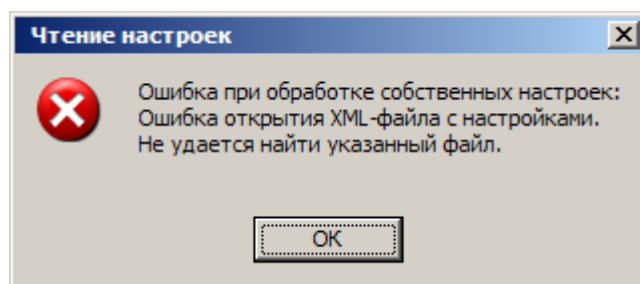 Чтение настроек
Ошибка при обработке собственных настроек:
Ошибка открытия XML-файла с настройками.
Не удается найти указанный файл.
OK